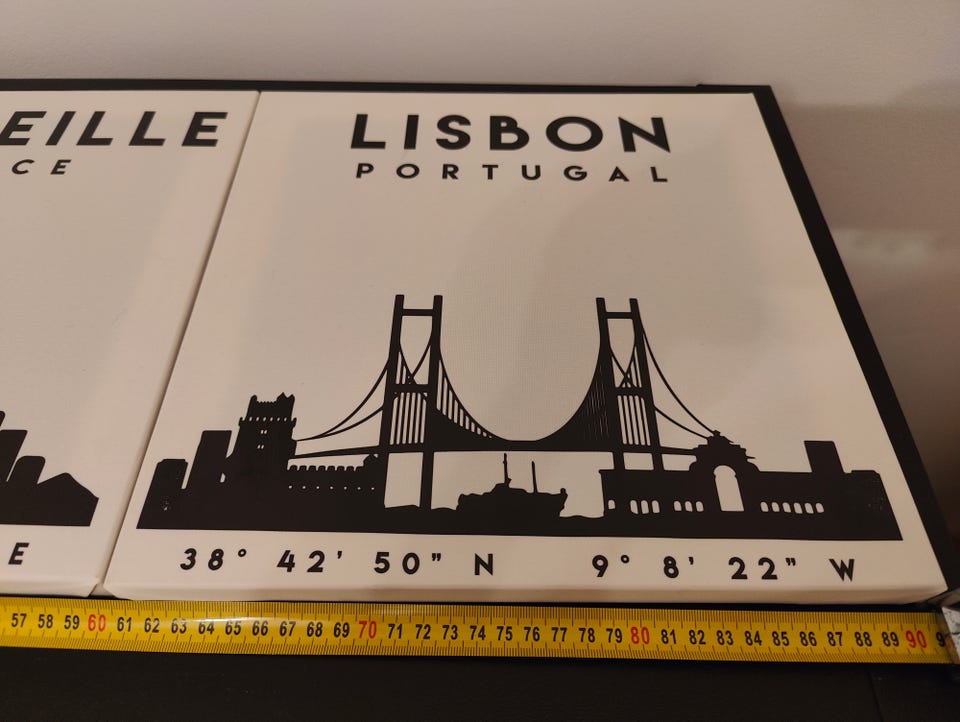 EILLE
CE
LISBON
PORTUGAL
E
38° 42' 50" N 9° 8' 22" W
57 58 59 60 61 62 63 64 65 66 67 68 69 70 71 72 73 74 75 76 77 78 79 80 81 82 83 84 85 86 87 88 89 90 9